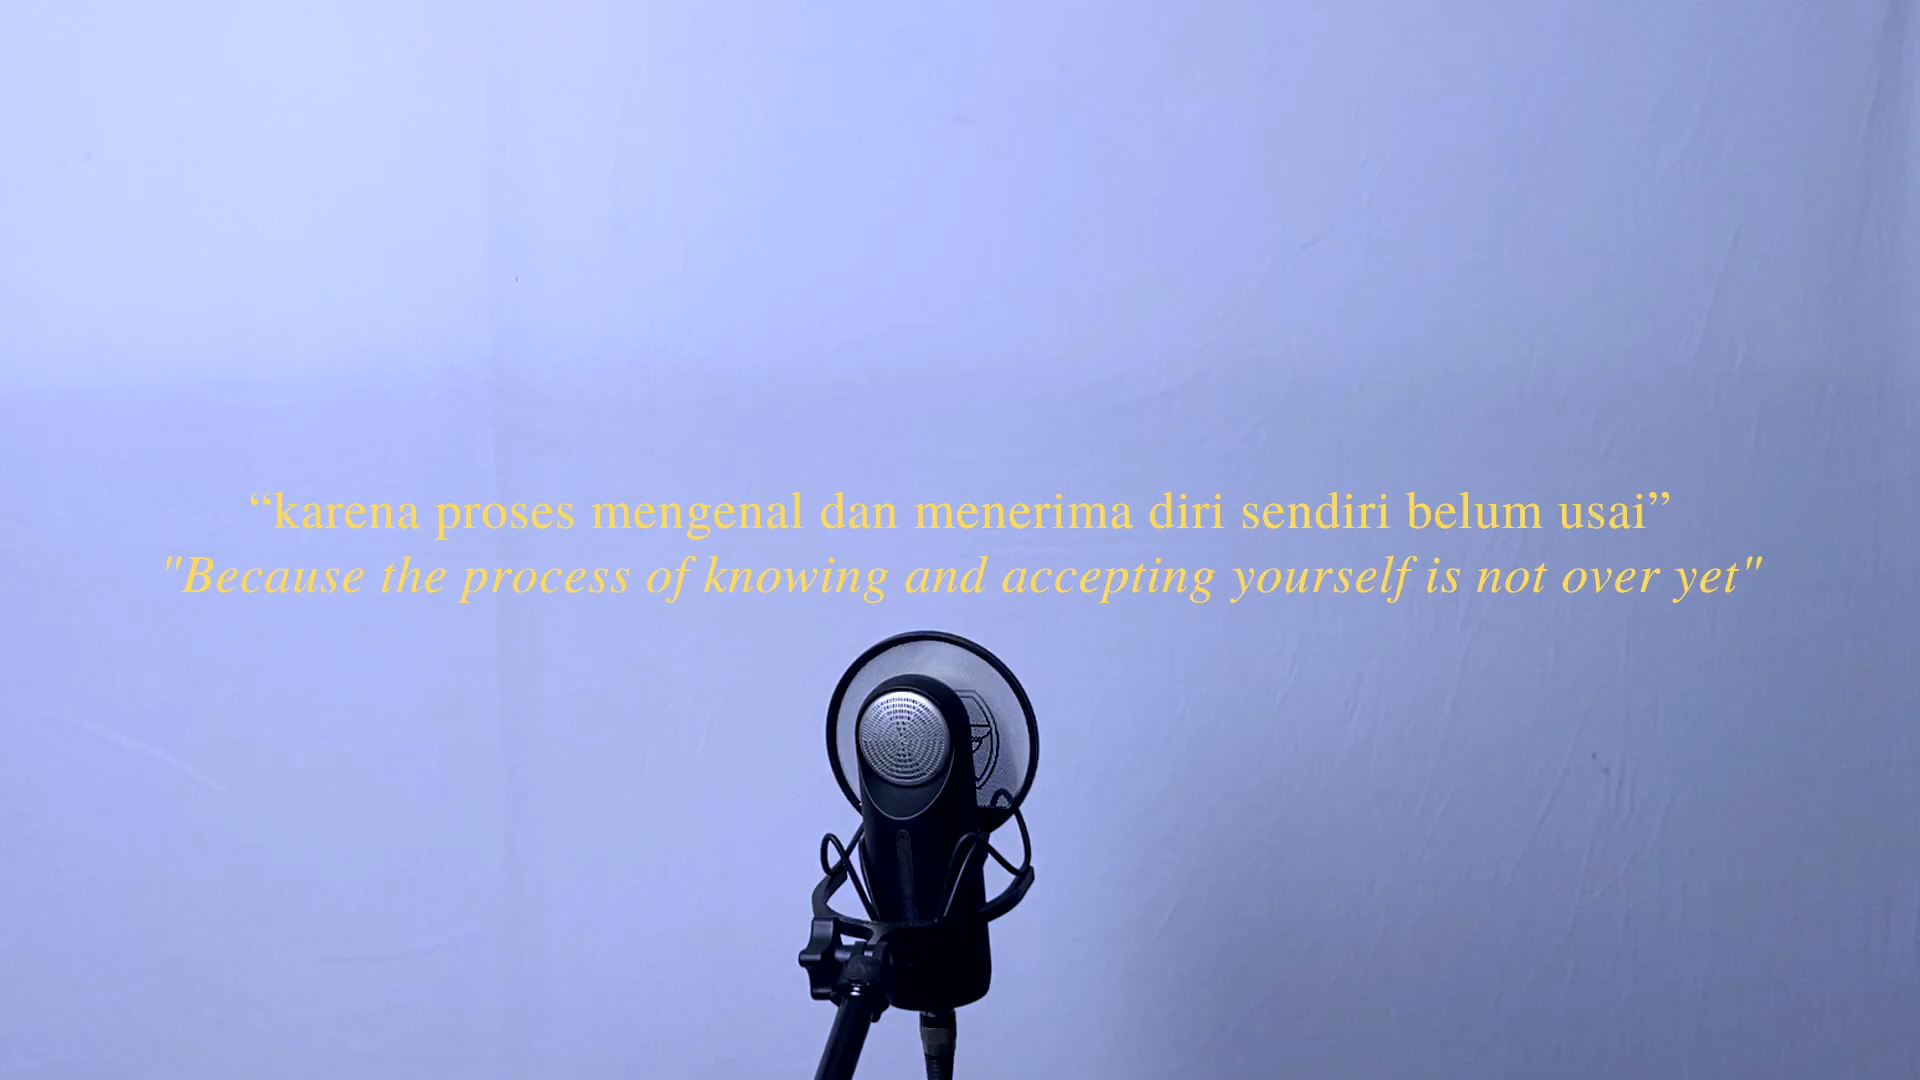 “karena proses mengenal dan menerima diri sendiri belum usai”
"Because the process of knowing and accepting yourself is not over yet"